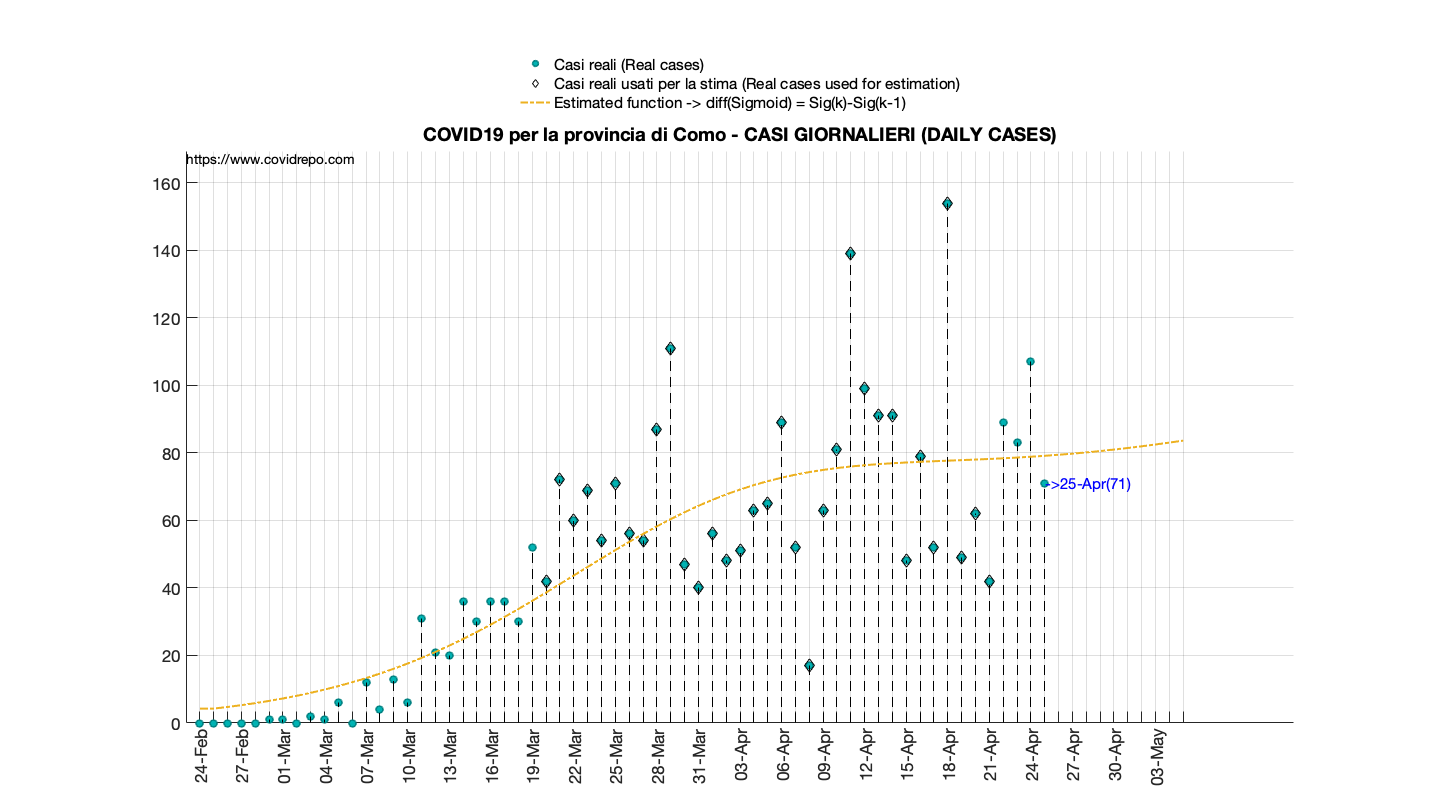 Casi reali (Real cases)
Casi reali usati per la stima (Real cases used for estimation)
Estimated function -> diff(Sigmoid) = Sig(k)-Sig(k-1)
COVID19 per la provincia di Como - CASI GIORNALIERI (DAILY CASES)
https://www.covidrepo.com
160
140
120
100
80
60
40
20
0
->25-Apr(71)
24-Feb
27-Feb
01-Mar
04-Mar
07-Mar
10-Mar
13-Mar
16-Mar
19-Mar
22-Mar
25-Mar
28-Mar
31-Mar
03-Apr
06-Apr
09-Apr
12-Apr
15-Apr
18-Apr
21-Apr
24-Apr
27-Apr
30-Apr
03-May